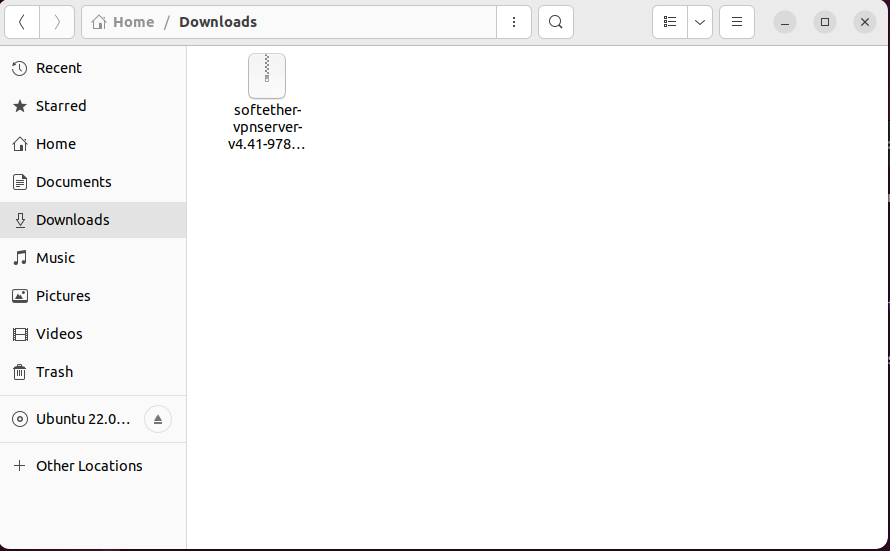 Home / Downloads
Recent
Starred
Home
Documents
Downloads
Music
Pictures
Videos
Trash
Ubuntu 22.0...
Other Locations
softether-
vpnserver-
v4.41-978...